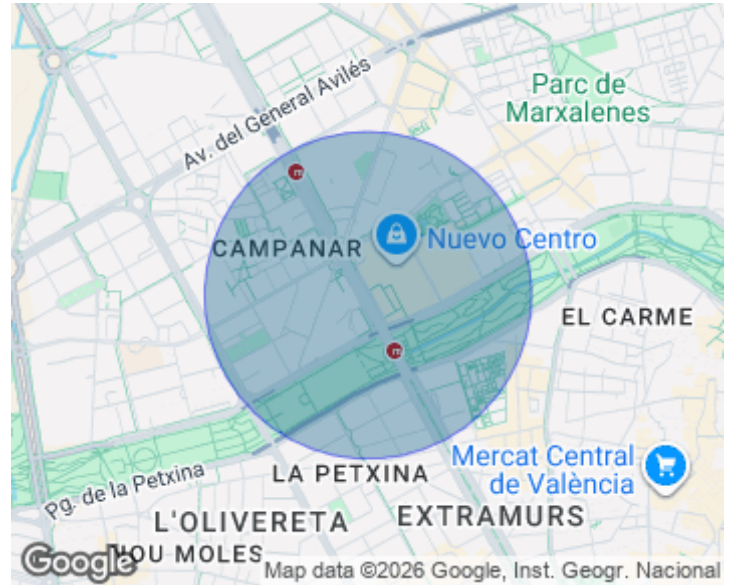 Av. del General Avilés
Parc de
Marxalenes
m
CAMPANAR
Nuevo Centro
EL CARME
m
LA PETXINA
Mercat Central
de València
Pg. de la Petxina
L'OLIVERETA
EXTRAMURS
NOU MOLES
Google
Map data ©2026 Google, Inst. Geogr. Nacional